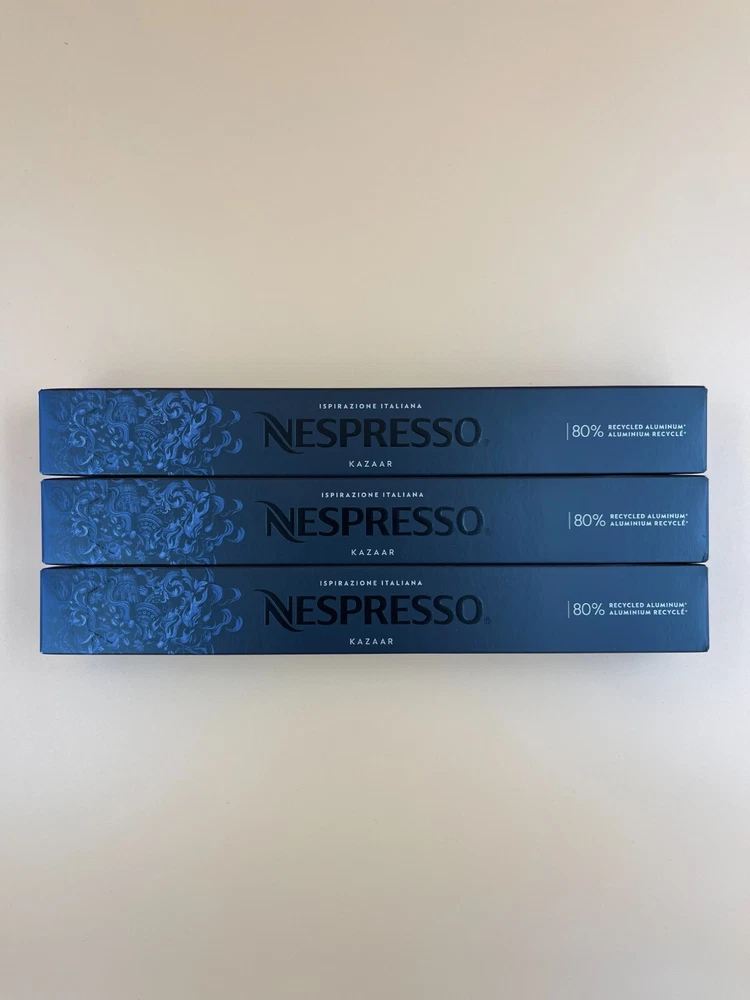 ISPIRAZIONE ITALIANA
NESPRESSO®
KAZAAR
80% RECYCLED ALUMINUM*
ALUMINIUM RECYCLÉ*
ISPIRAZIONE ITALIANA
NESPRESSO®
KAZAAR
80% RECYCLED ALUMINUM*
ALUMINIUM RECYCLÉ*
ISPIRAZIONE ITALIANA
NESPRESSO®
KAZAAR
80% RECYCLED ALUMINUM*
ALUMINIUM RECYCLÉ*